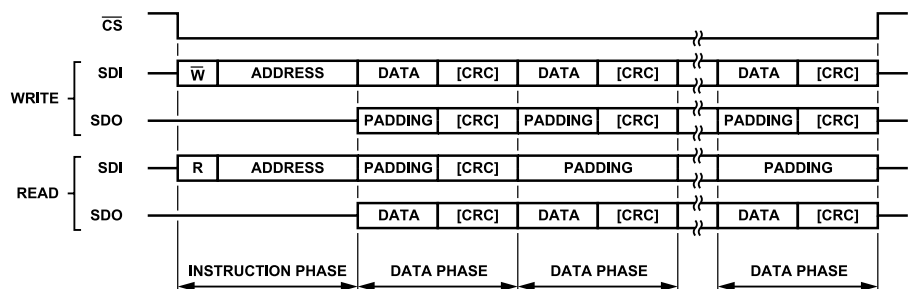 C̅S̅
SDI W̅ ADDRESS DATA [CRC] DATA [CRC] DATA [CRC]
WRITE
SDO PADDING [CRC] PADDING [CRC] PADDING [CRC]
SDI R ADDRESS PADDING [CRC] PADDING PADDING
READ
SDO DATA [CRC] DATA [CRC] DATA [CRC]
INSTRUCTION PHASE DATA PHASE DATA PHASE DATA PHASE